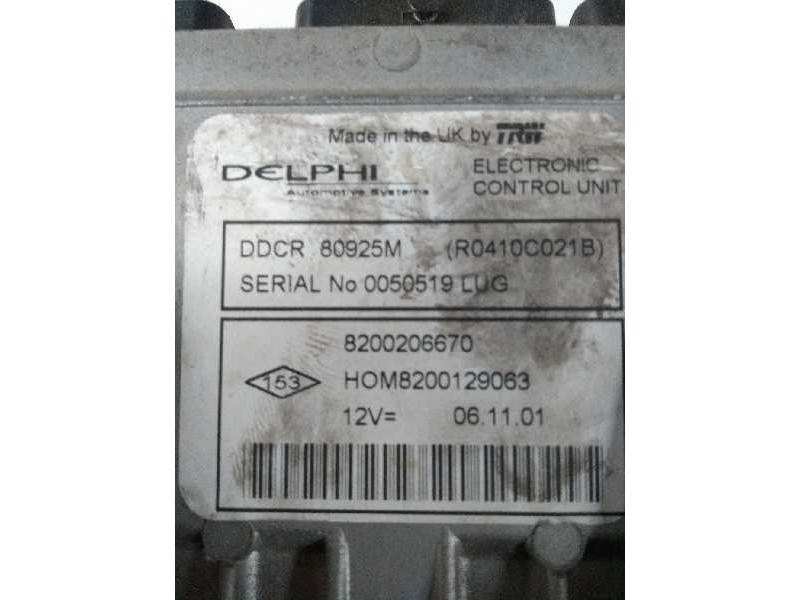 Made in the UK by TRW
DELPHI
Automotive Systems
ELECTRONIC
CONTROL UNIT
DDCR 80925M (R0410C021B)
SERIAL No 0050519 LUG
8200206670
153 HOM8200129063
12V= 06.11.01